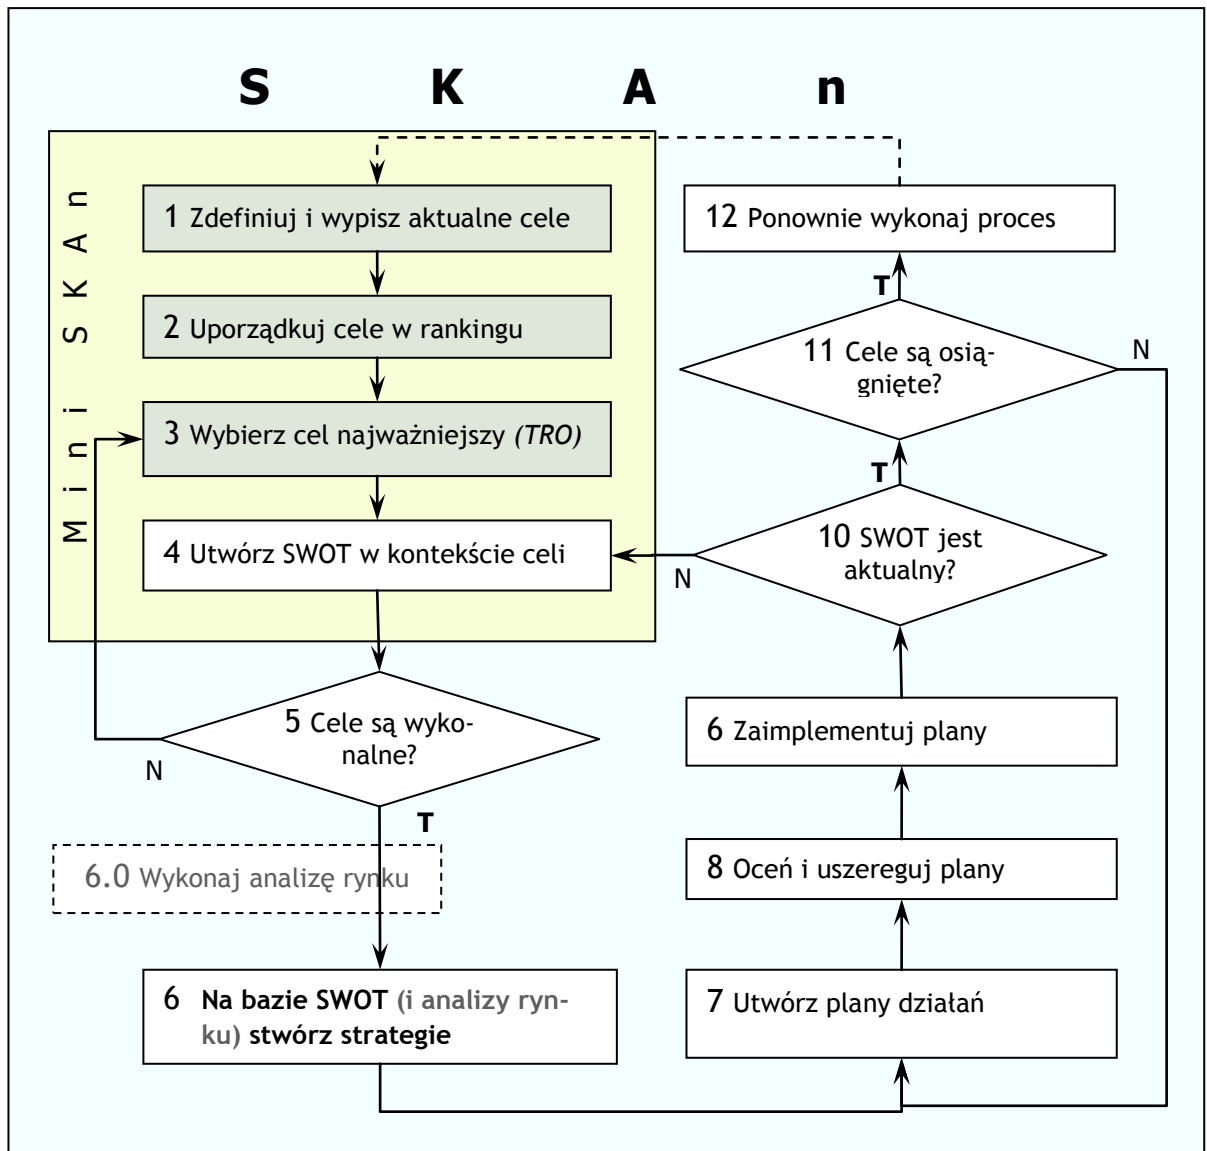 S K A n
Mini SKAn
1 Zdefiniuj i wypisz aktualne cele
2 Uporządkuj cele w rankingu
3 Wybierz cel najważniejszy (TRO)
4 Utwórz SWOT w kontekście celi
5 Cele są wyko-
nalne?
N
T
6.0 Wykonaj analizę rynku
6 Na bazie SWOT (i analizy ryn-
ku) stwórz strategie
7 Utwórz plany działań
8 Oceń i uszereguj plany
6 Zaimplementuj plany
10 SWOT jest
aktualny?
N
T
11 Cele są osią-
gnięte?
N
T
12 Ponownie wykonaj proces